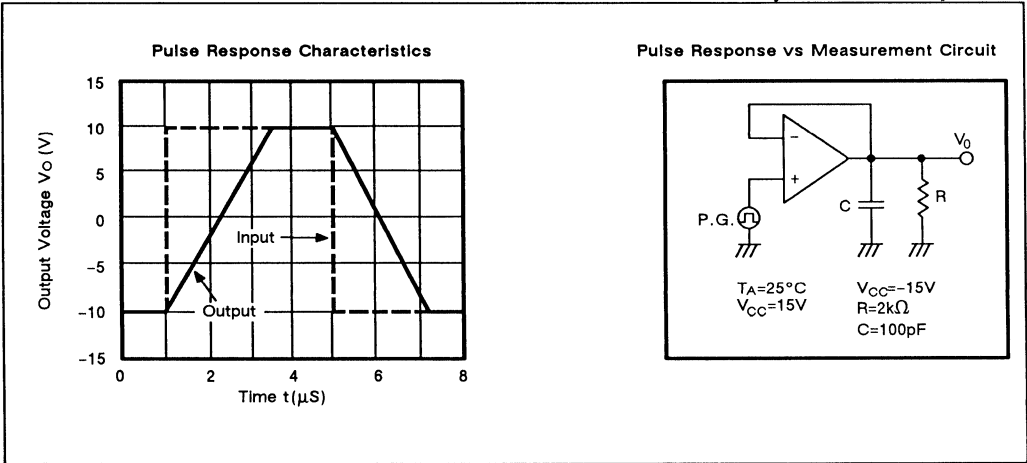 Pulse Response Characteristics
Output Voltage VO (V)
15
10
5
0
−5
−10
−15
Input
Output
0
2
4
6
8
Time t(μS)
Pulse Response vs Measurement Circuit
−
+
V0
C
R
P.G.
TA=25°C
VCC=15V
VCC=−15V
R=2kΩ
C=100pF